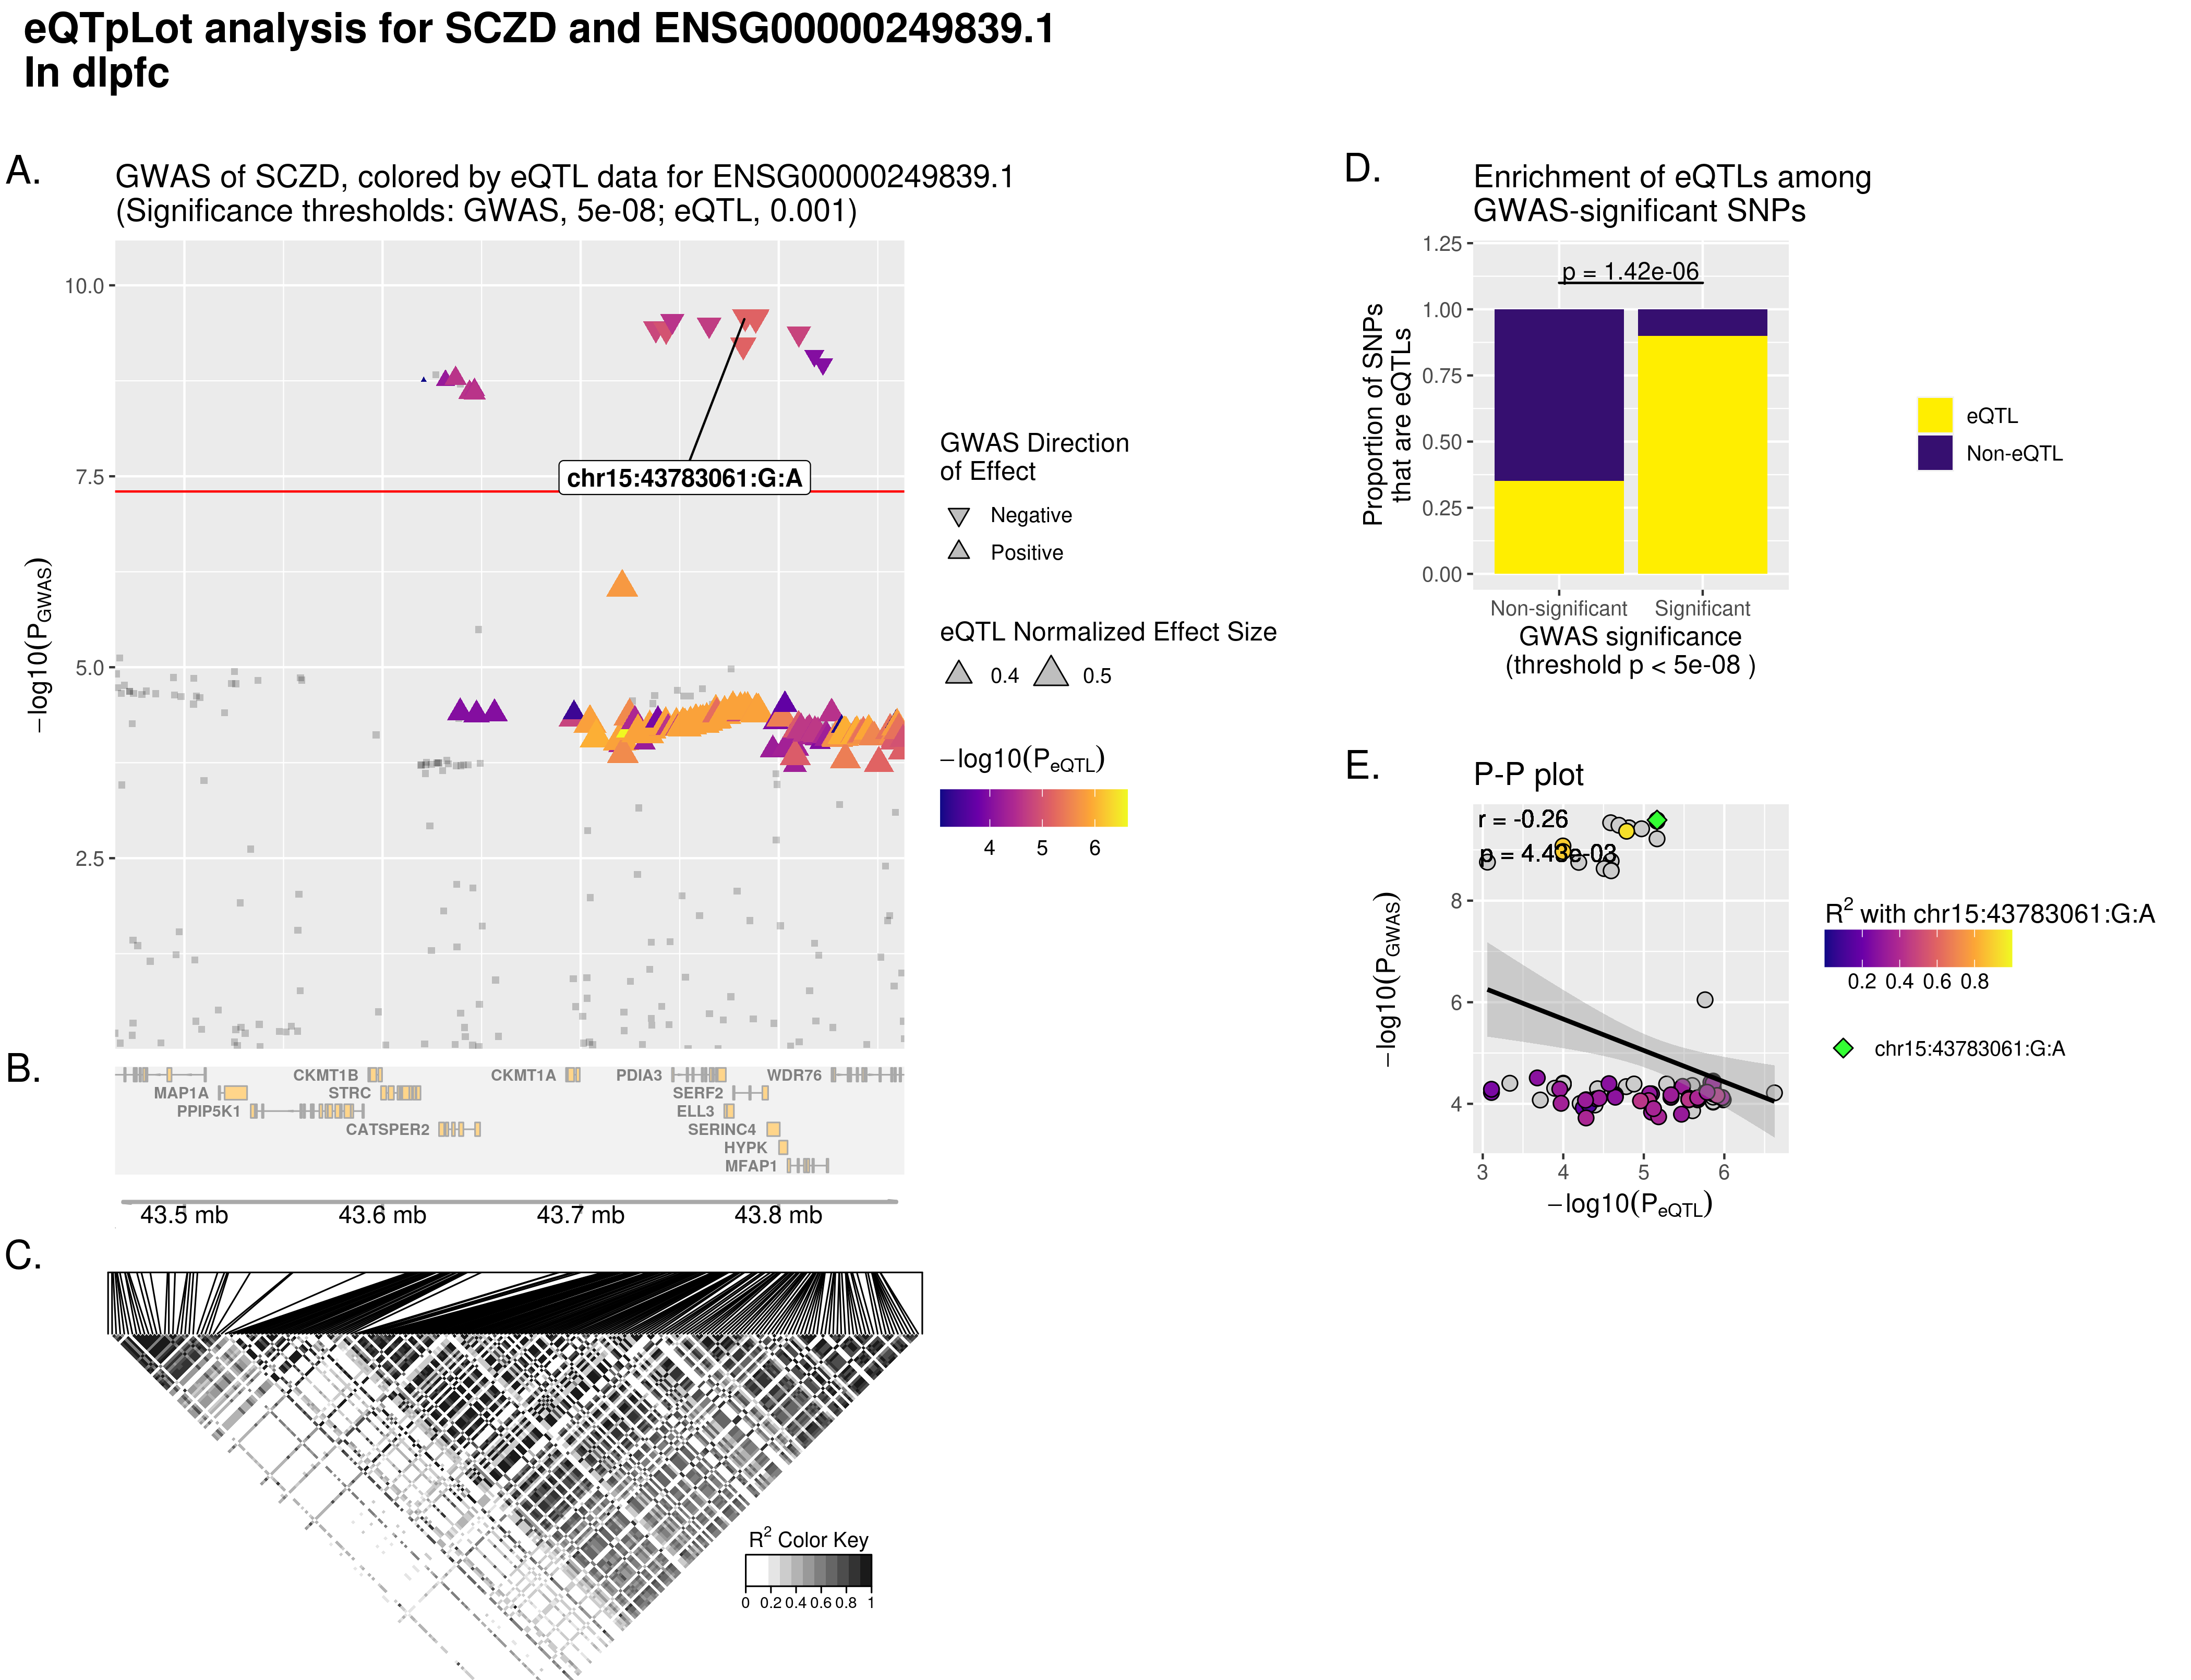 eQTpLot analysis for SCZD and ENSG00000249839.1
In dlpfc
A.
GWAS of SCZD, colored by eQTL data for ENSG00000249839.1
(Significance thresholds: GWAS, 5e-08; eQTL, 0.001)
10.0
7.5
5.0
2.5
−log10(PGWAS)
chr15:43783061:G:A
GWAS Direction
of Effect
Negative
Positive
eQTL Normalized Effect Size
0.4 0.5
−log10(PeQTL)
4 5 6
B.
CKMT1B CKMT1A PDIA3 WDR76
MAP1A STRC SERF2
PPIP5K1 ELL3
CATSPER2 SERINC4
HYPK
MFAP1
43.5 mb 43.6 mb 43.7 mb 43.8 mb
C.
R2 Color Key
0 0.2 0.4 0.6 0.8 1
D.
Enrichment of eQTLs among
GWAS-significant SNPs
1.25
1.00
0.75
0.50
0.25
0.00
Proportion of SNPs
that are eQTLs
p = 1.42e-06
Non-significant Significant
GWAS significance
(threshold p < 5e-08 )
eQTL
Non-eQTL
E.
P-P plot
r = -0.26
p = 4.43e-03
8
6
4
−log10(PGWAS)
3 4 5 6
−log10(PeQTL)
R2 with chr15:43783061:G:A
0.2 0.4 0.6 0.8
chr15:43783061:G:A